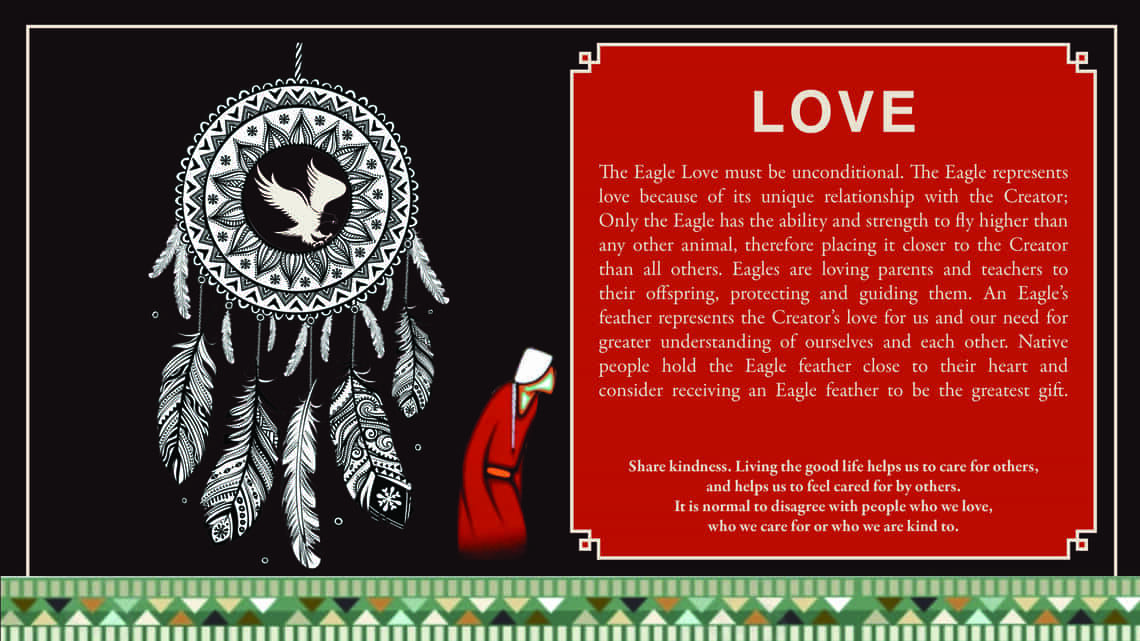 LOVE
The Eagle Love must be unconditional. The Eagle represents
love because of its unique relationship with the Creator;
Only the Eagle has the ability and strength to fly higher than
any other animal, therefore placing it closer to the Creator
than all others. Eagles are loving parents and teachers to
their offspring, protecting and guiding them. An Eagle's
feather represents the Creator's love for us and our need for
greater understanding of ourselves and each other. Native
people hold the Eagle feather close to their heart and
consider receiving an Eagle feather to be the greatest gift.
Share kindness. Living the good life helps us to care for others,
and helps us to feel cared for by others.
It is normal to disagree with people who we love,
who we care for or who we are kind to.